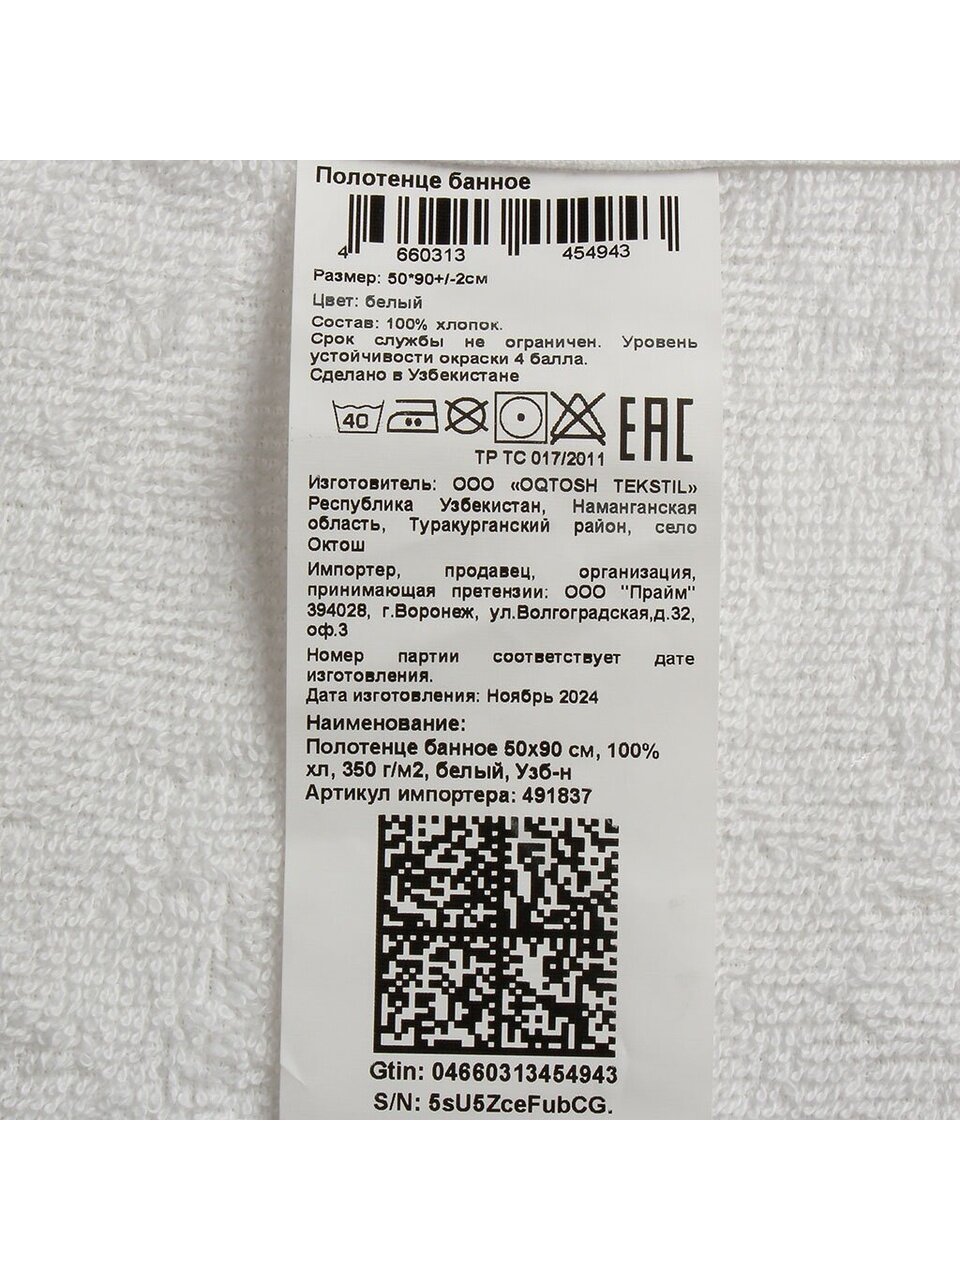 Полотенце банное
4 660313 454943
Размер: 50*90+/-2см
Цвет: белый
Состав: 100% хлопок.
Срок службы не ограничен. Уровень
устойчивости окраски 4 балла.
Сделано в Узбекистане
40
EAC
ТР ТС 017/2011
Изготовитель: ООО «OQTOSH TEKSTIL»
Республика Узбекистан, Наманганская
область, Туракурганский район, село
Октош
Импортер, продавец, организация,
принимающая претензии: ООО "Прайм"
394028, г.Воронеж, ул.Волгоградская,д.32,
оф.3
Номер партии соответствует дате
изготовления.
Дата изготовления: Ноябрь 2024
Наименование:
Полотенце банное 50х90 см, 100%
хл, 350 г/м2, белый, Узб-н
Артикул импортера: 491837
Gtin: 04660313454943
S/N: 5sU5ZceFubCG.